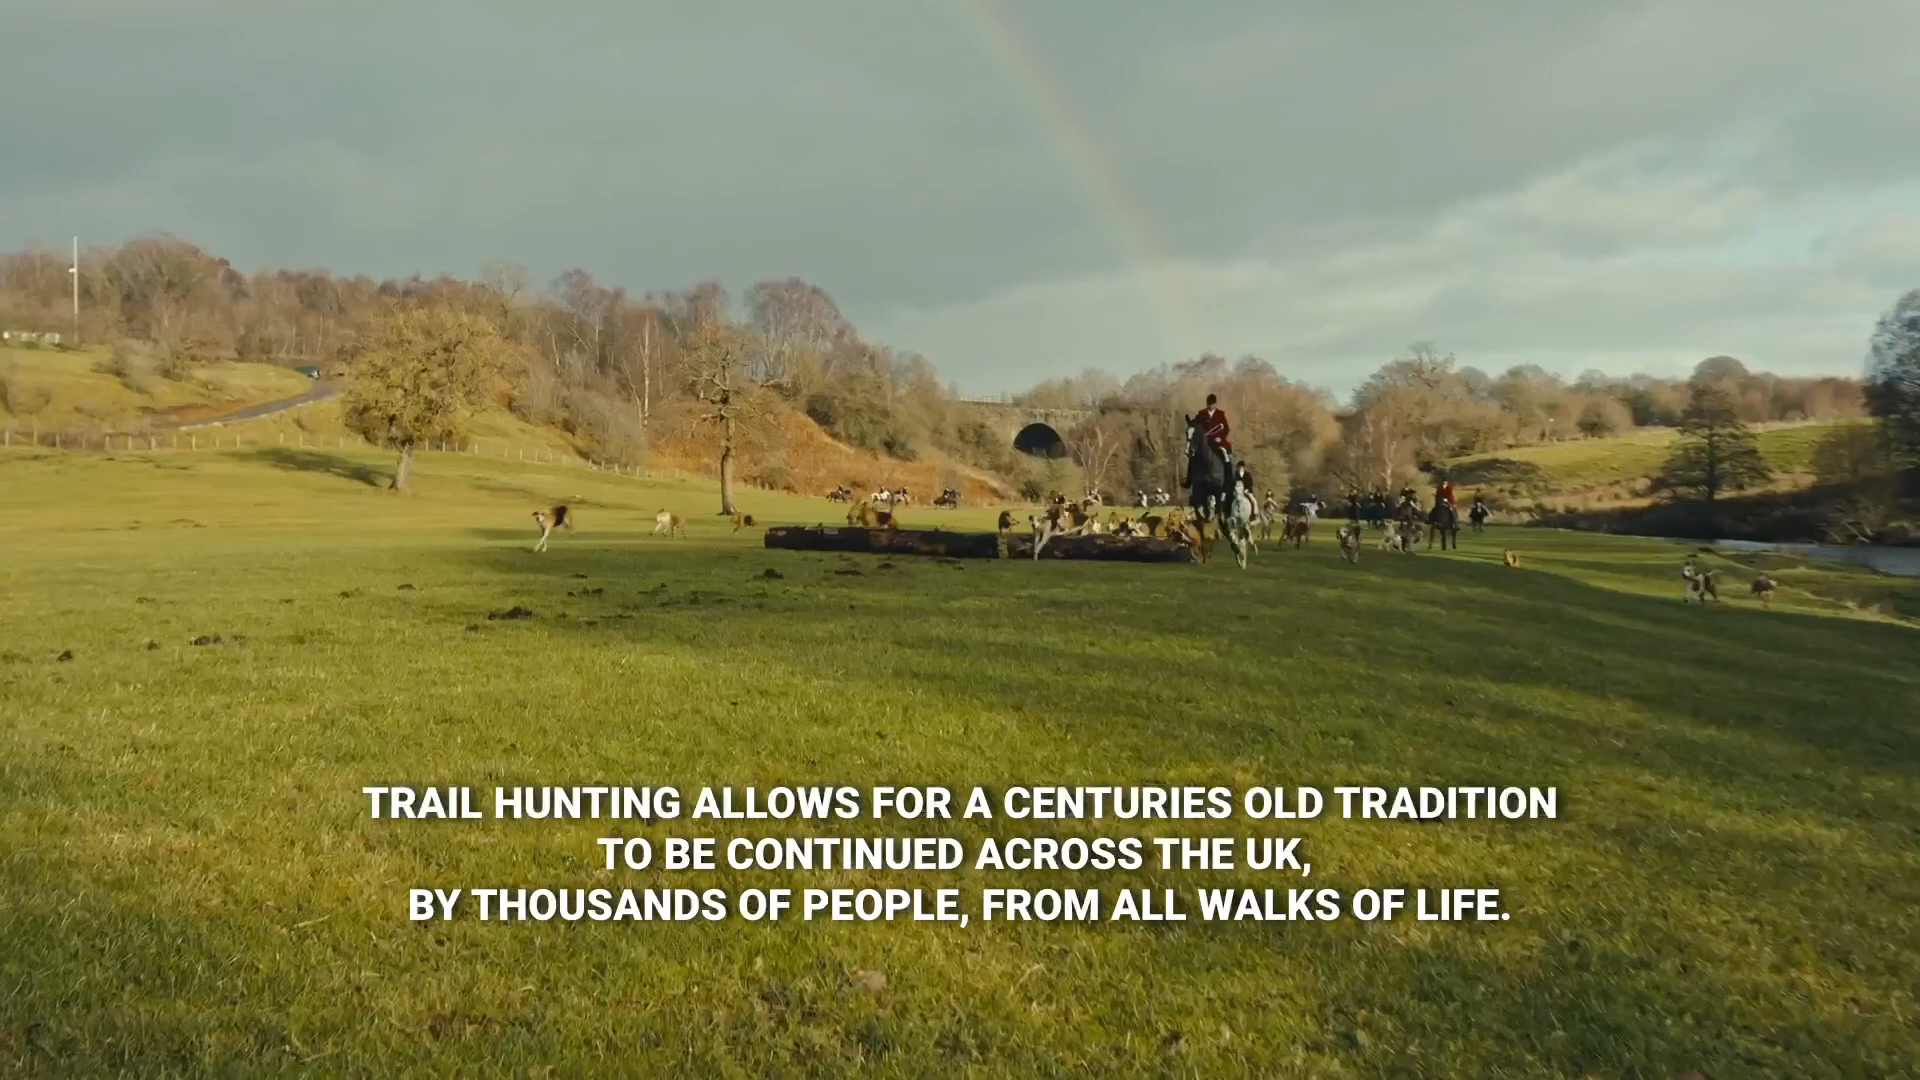 TRAIL HUNTING ALLOWS FOR A CENTURIES OLD TRADITION
TO BE CONTINUED ACROSS THE UK,
BY THOUSANDS OF PEOPLE, FROM ALL WALKS OF LIFE.